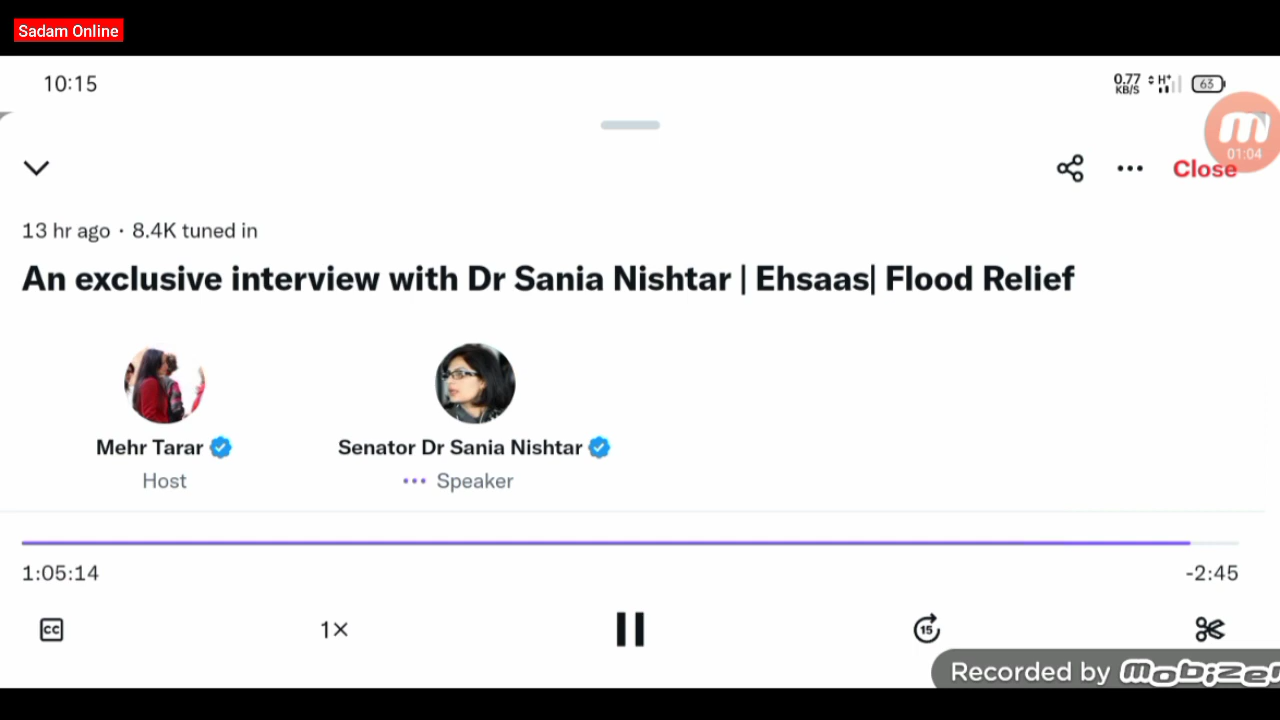 Sadam Online
10:15
0.77 KB/S H+ 63
01:04
Close
13 hr ago · 8.4K tuned in
An exclusive interview with Dr Sania Nishtar | Ehsaas| Flood Relief
Mehr Tarar Senator Dr Sania Nishtar
Host ••• Speaker
1:05:14 -2:45
CC 1× 15
Recorded by mobizen